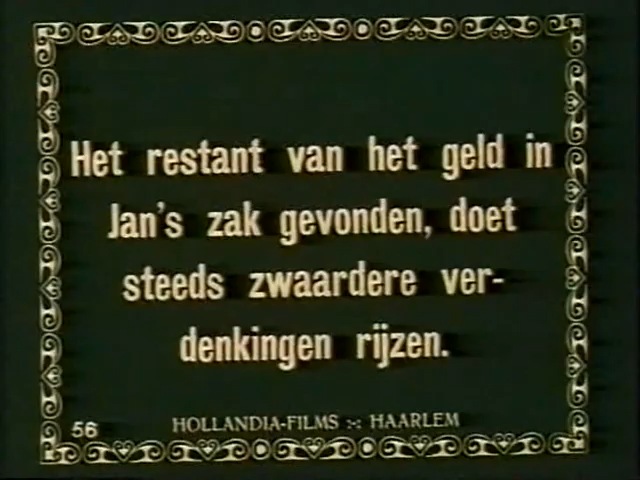 Het restant van het geld in
Jan's zak gevonden, doet
steeds zwaardere ver-
denkingen rijzen.
56 HOLLANDIA-FILMS :-: HAARLEM